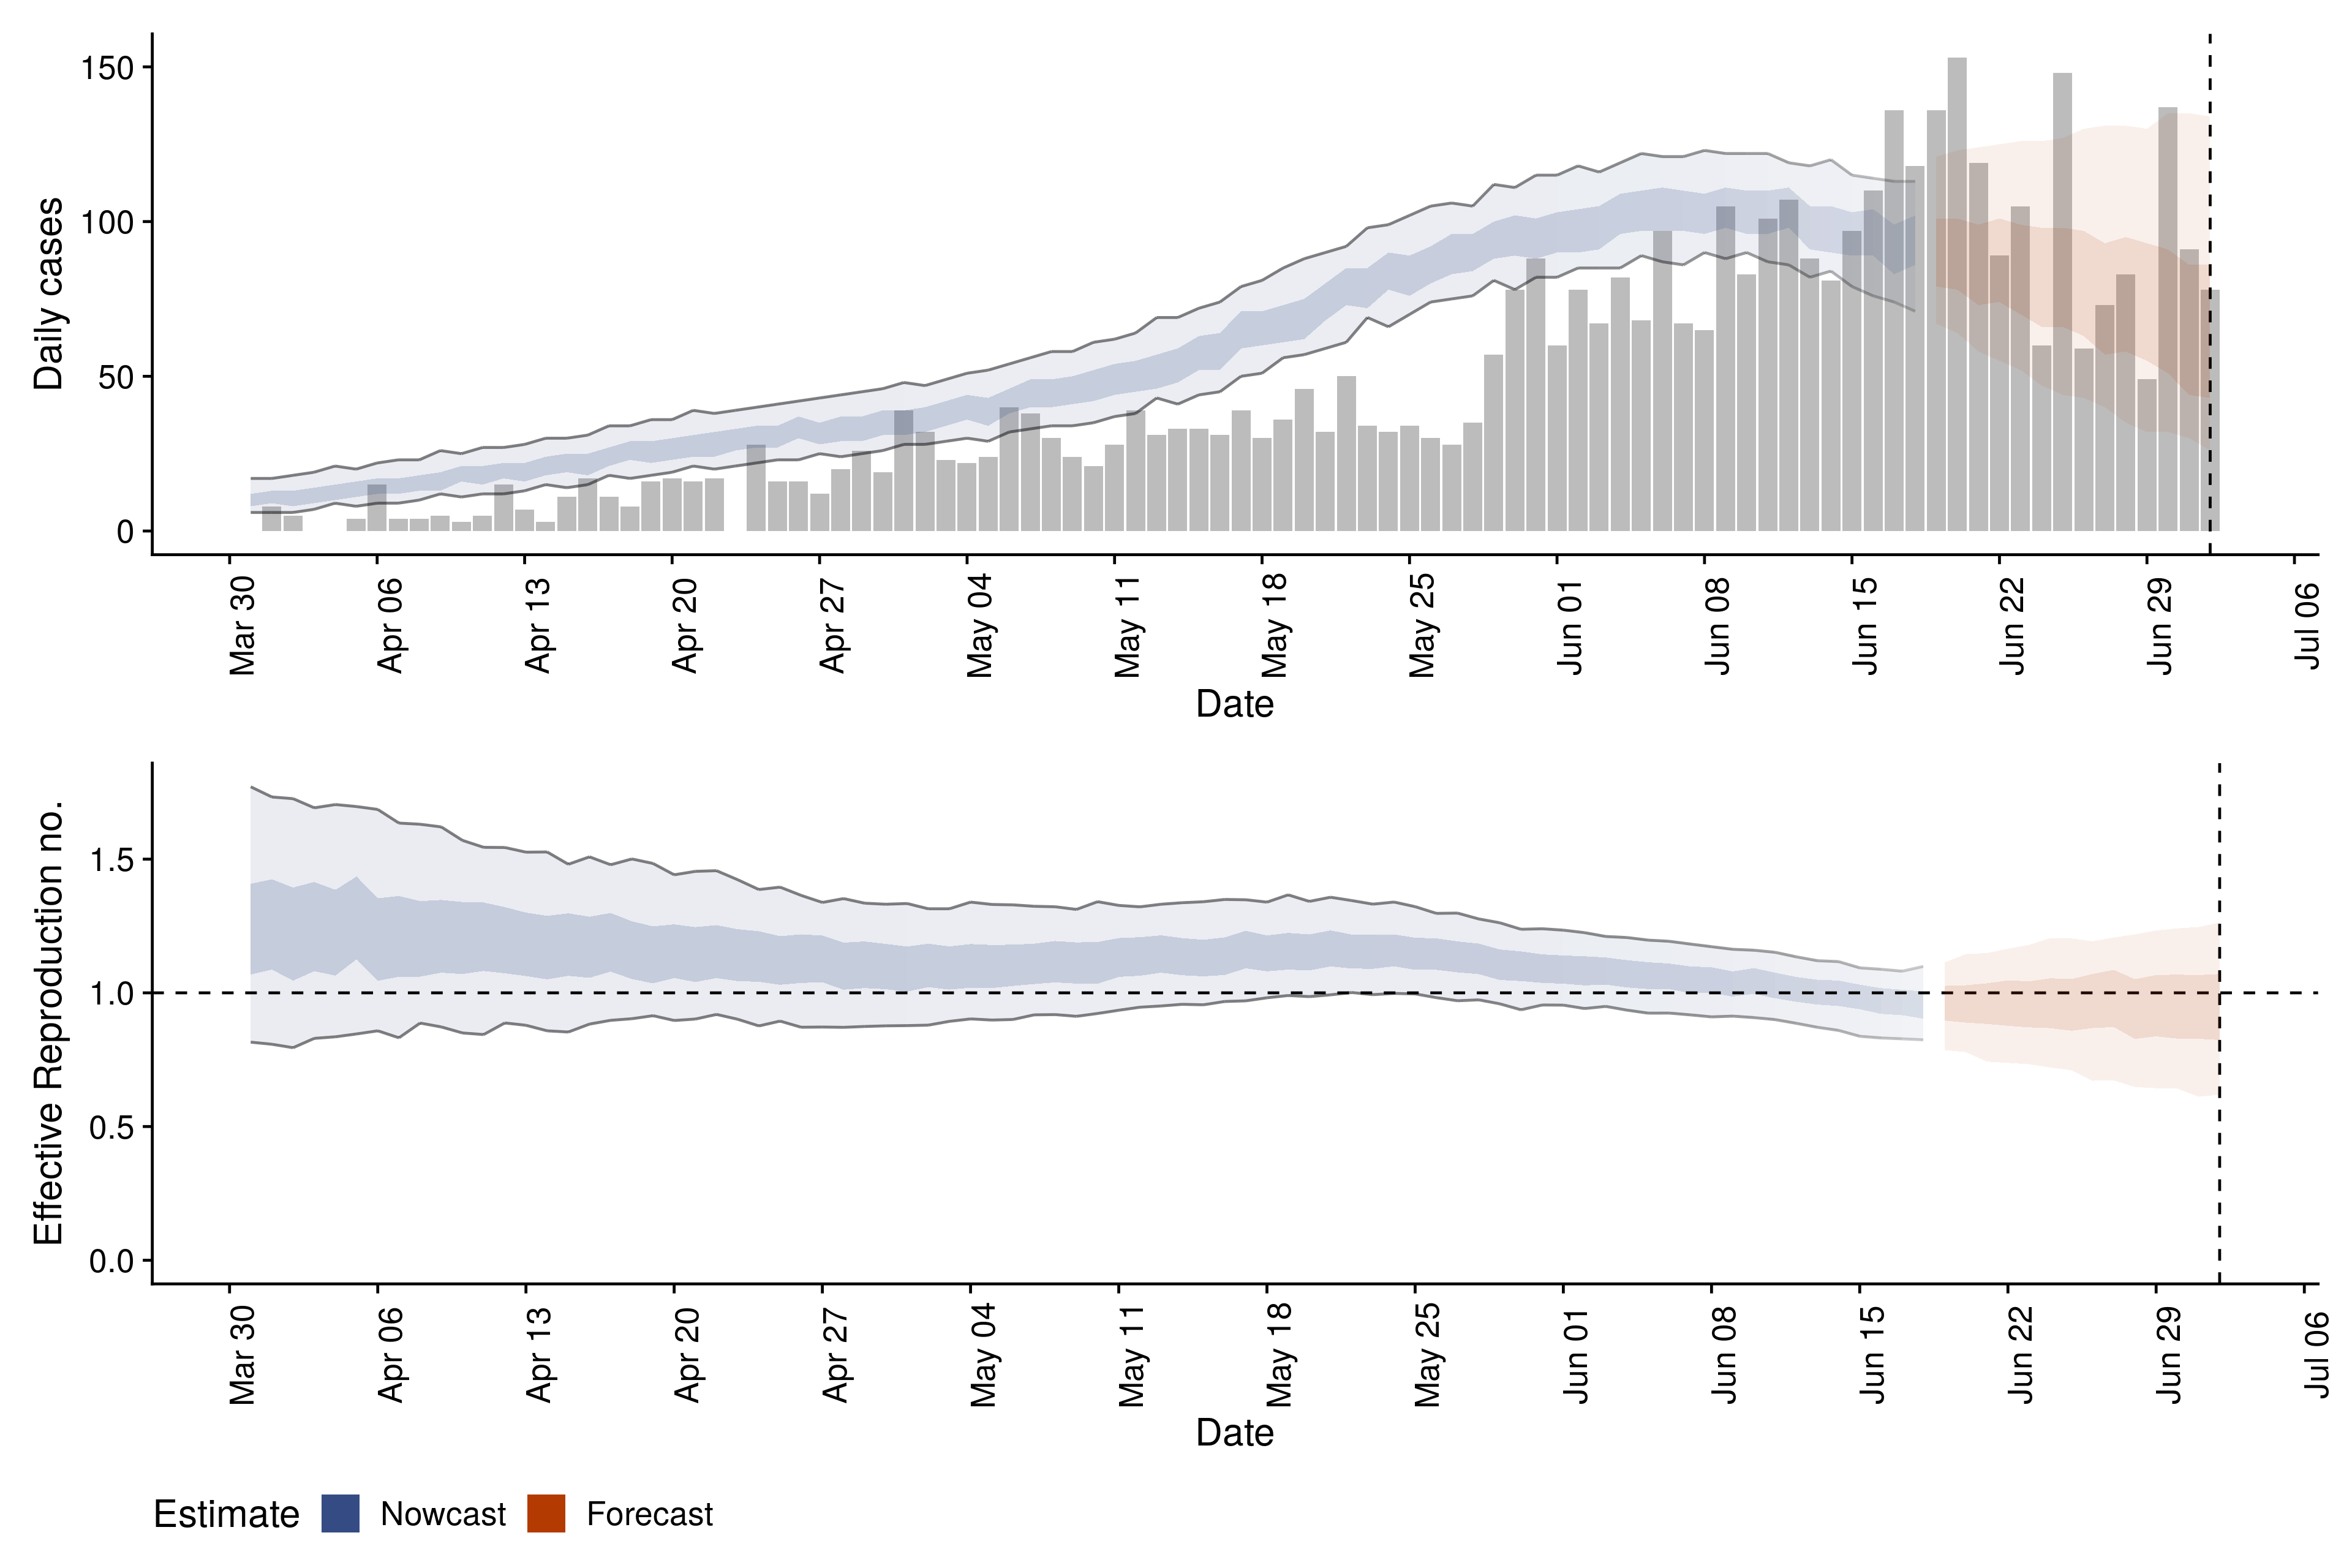 Daily cases
150
100
50
0
Mar 30
Apr 06
Apr 13
Apr 20
Apr 27
May 04
May 11
May 18
May 25
Jun 01
Jun 08
Jun 15
Jun 22
Jun 29
Jul 06
Date
Effective Reproduction no.
1.5
1.0
0.5
0.0
Mar 30
Apr 06
Apr 13
Apr 20
Apr 27
May 04
May 11
May 18
May 25
Jun 01
Jun 08
Jun 15
Jun 22
Jun 29
Jul 06
Date
Estimate Nowcast Forecast